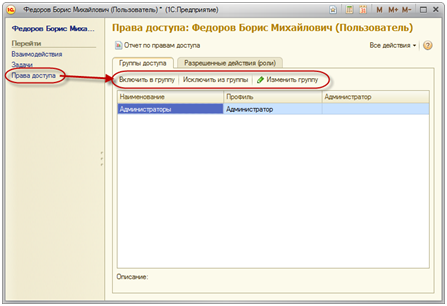 Федоров Борис Михайлович (Пользователь) * (1С:Предприятие)
M M+ M-
Федоров Борис Миха...
Перейти
Взаимодействия
Задачи
Права доступа
Права доступа: Федоров Борис Михайлович (Пользователь)
Отчет по правам доступа
Все действия
Группы доступа
Разрешенные действия (роли)
Включить в группу Исключить из группы Изменить группу
Наименование Профиль Администратор
Администраторы Администратор
Описание: